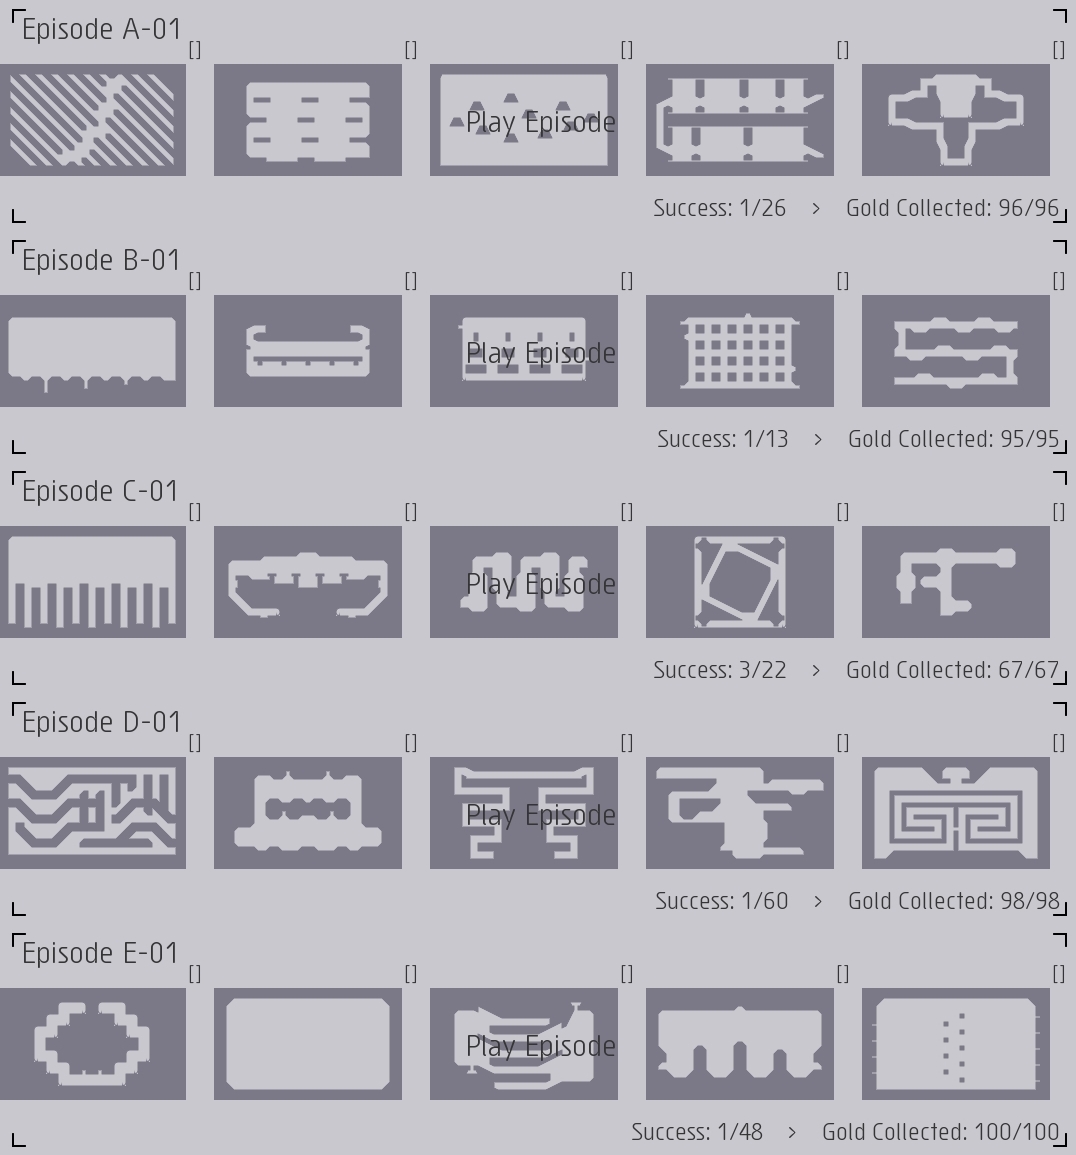 Episode A-01
[] [] [] [] []
Play Episode
Success: 1/26 > Gold Collected: 96/96
Episode B-01
[] [] [] [] []
Play Episode
Success: 1/13 > Gold Collected: 95/95
Episode C-01
[] [] [] [] []
Play Episode
Success: 3/22 > Gold Collected: 67/67
Episode D-01
[] [] [] [] []
Play Episode
Success: 1/60 > Gold Collected: 98/98
Episode E-01
[] [] [] [] []
Play Episode
Success: 1/48 > Gold Collected: 100/100